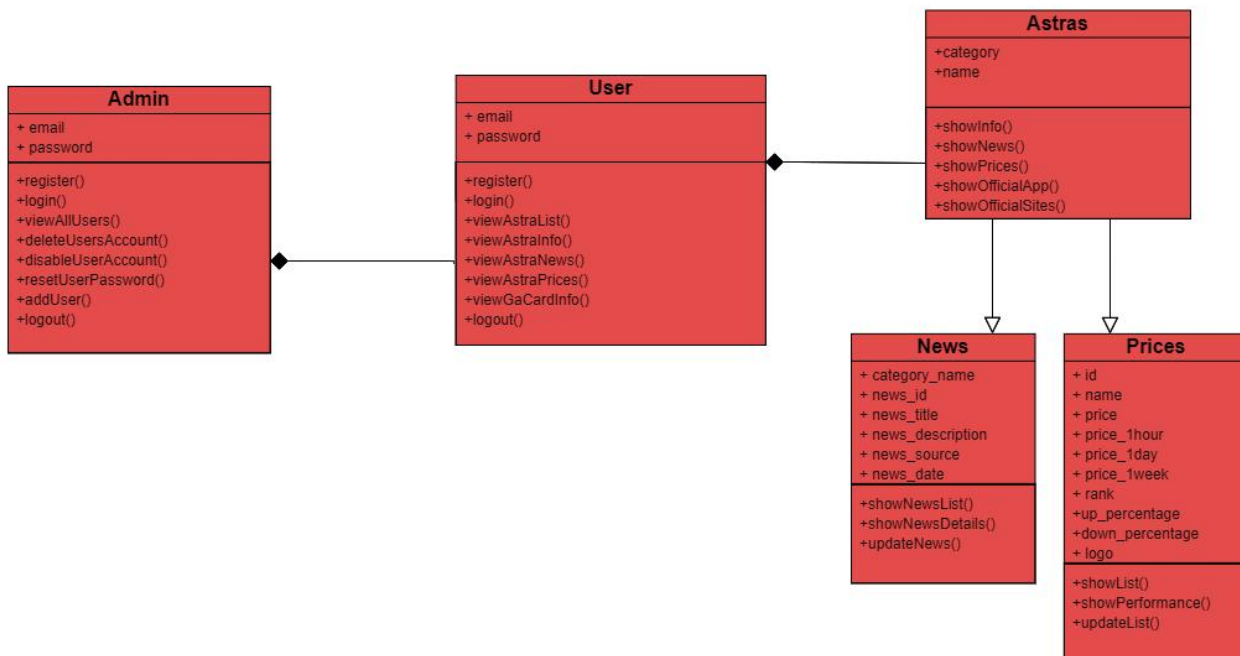 Admin
+ email
+ password
+register()
+login()
+viewAllUsers()
+deleteUsersAccount()
+disableUserAccount()
+resetUserPassword()
+addUser()
+logout()
User
+ email
+ password
+register()
+login()
+viewAstraList()
+viewAstraInfo()
+viewAstraNews()
+viewAstraPrices()
+viewGaCardInfo()
+logout()
Astras
+category
+name
+showInfo()
+showNews()
+showPrices()
+showOfficialApp()
+showOfficialSites()
News
+ category_name
+ news_id
+ news_title
+ news_description
+ news_source
+ news_date
+showNewsList()
+showNewsDetails()
+updateNews()
Prices
+ id
+ name
+ price
+ price_1hour
+ price_1day
+ price_1week
+ rank
+up_percentage
+down_percentage
+ logo
+showList()
+showPerformance()
+updateList()